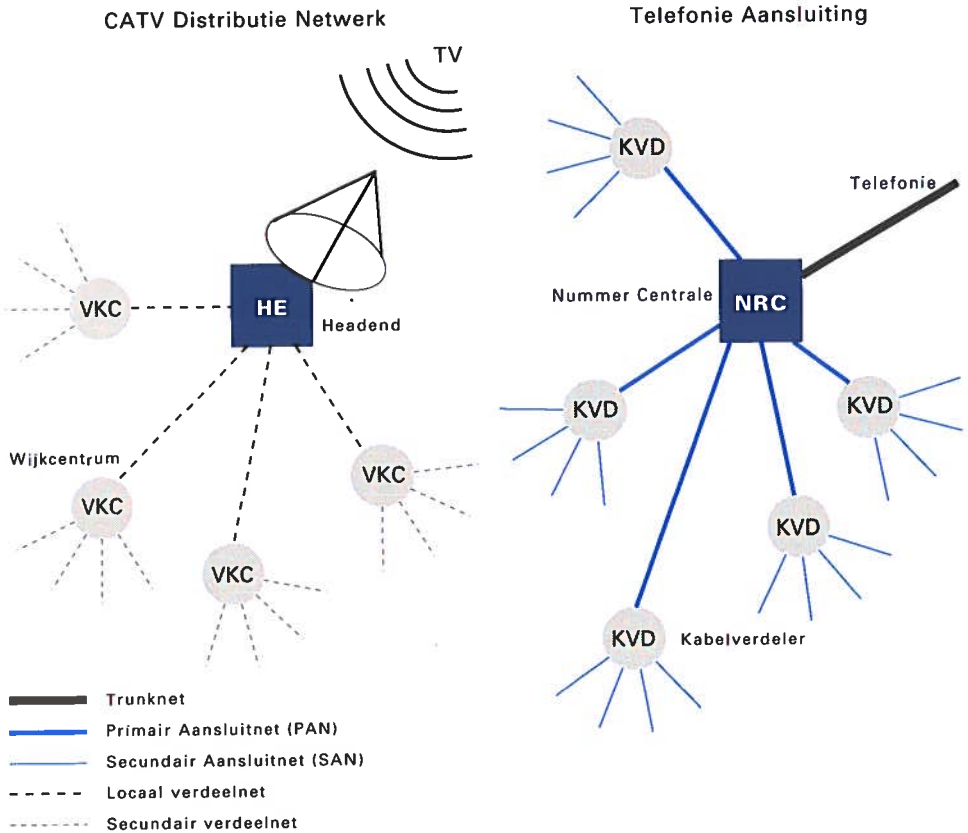 CATV Distributie Netwerk
TV
HE
Headend
VKC
Wijkcentrum
VKC
VKC
VKC
Telefonie Aansluiting
KVD
Telefonie
Nummer Centrale
NRC
KVD
KVD
KVD
KVD
Kabelverdeler
Trunknet
Primair Aansluitnet (PAN)
Secundair Aansluitnet (SAN)
Locaal verdeelnet
Secundair verdeelnet